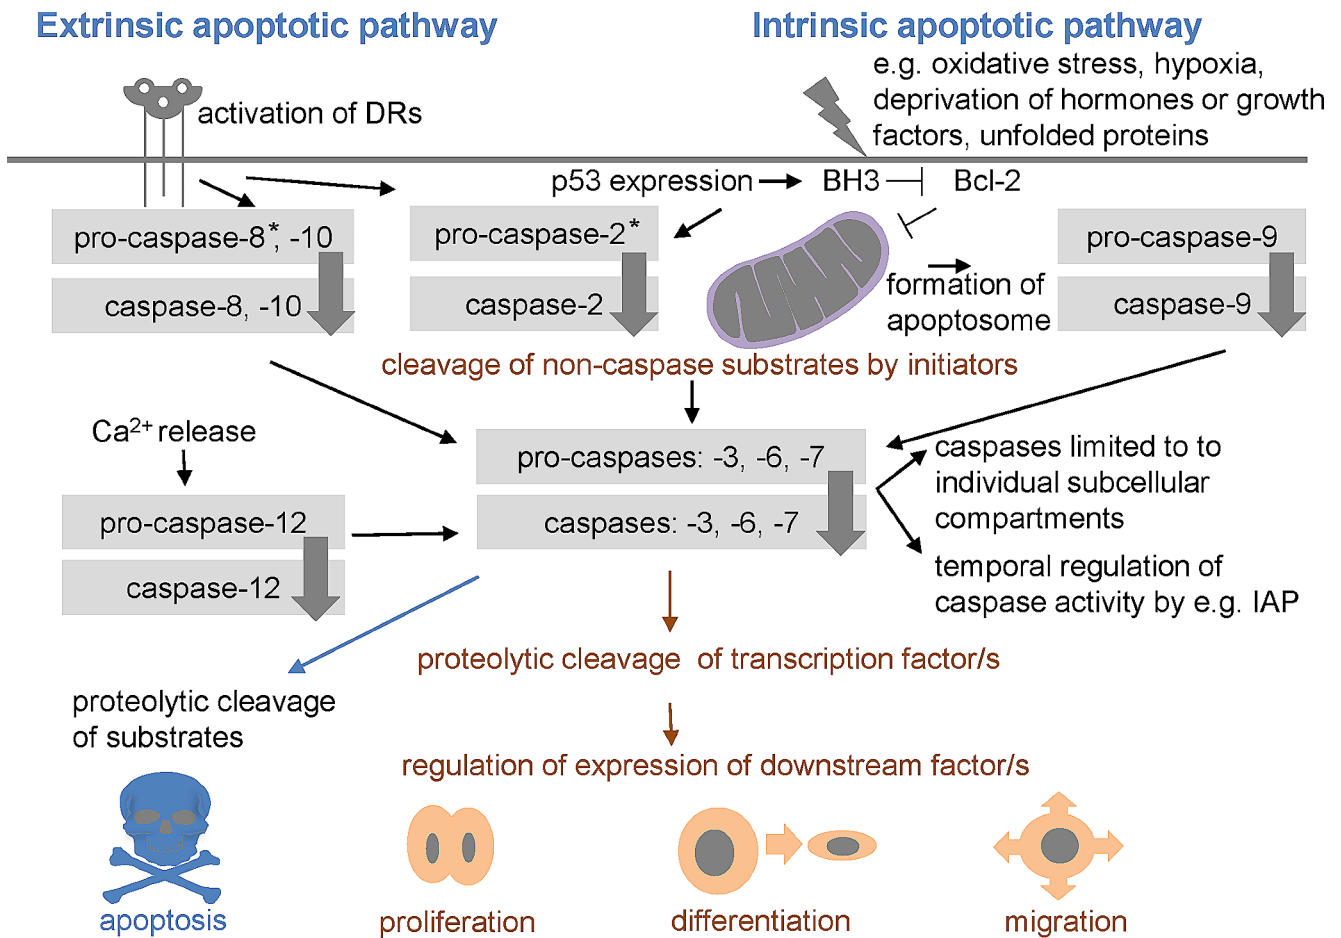 Extrinsic apoptotic pathway
Intrinsic apoptotic pathway
e.g. oxidative stress, hypoxia,
deprivation of hormones or growth
factors, unfolded proteins
activation of DRs
p53 expression
BH3
Bcl-2
pro-caspase-8*, -10
caspase-8, -10
pro-caspase-2*
caspase-2
formation of
apoptosome
pro-caspase-9
caspase-9
cleavage of non-caspase substrates by initiators
Ca²⁺ release
pro-caspase-12
caspase-12
pro-caspases: -3, -6, -7
caspases: -3, -6, -7
caspases limited to to
individual subcellular
compartments
temporal regulation of
caspase activity by e.g. IAP
proteolytic cleavage of transcription factor/s
proteolytic cleavage
of substrates
regulation of expression of downstream factor/s
apoptosis
proliferation
differentiation
migration